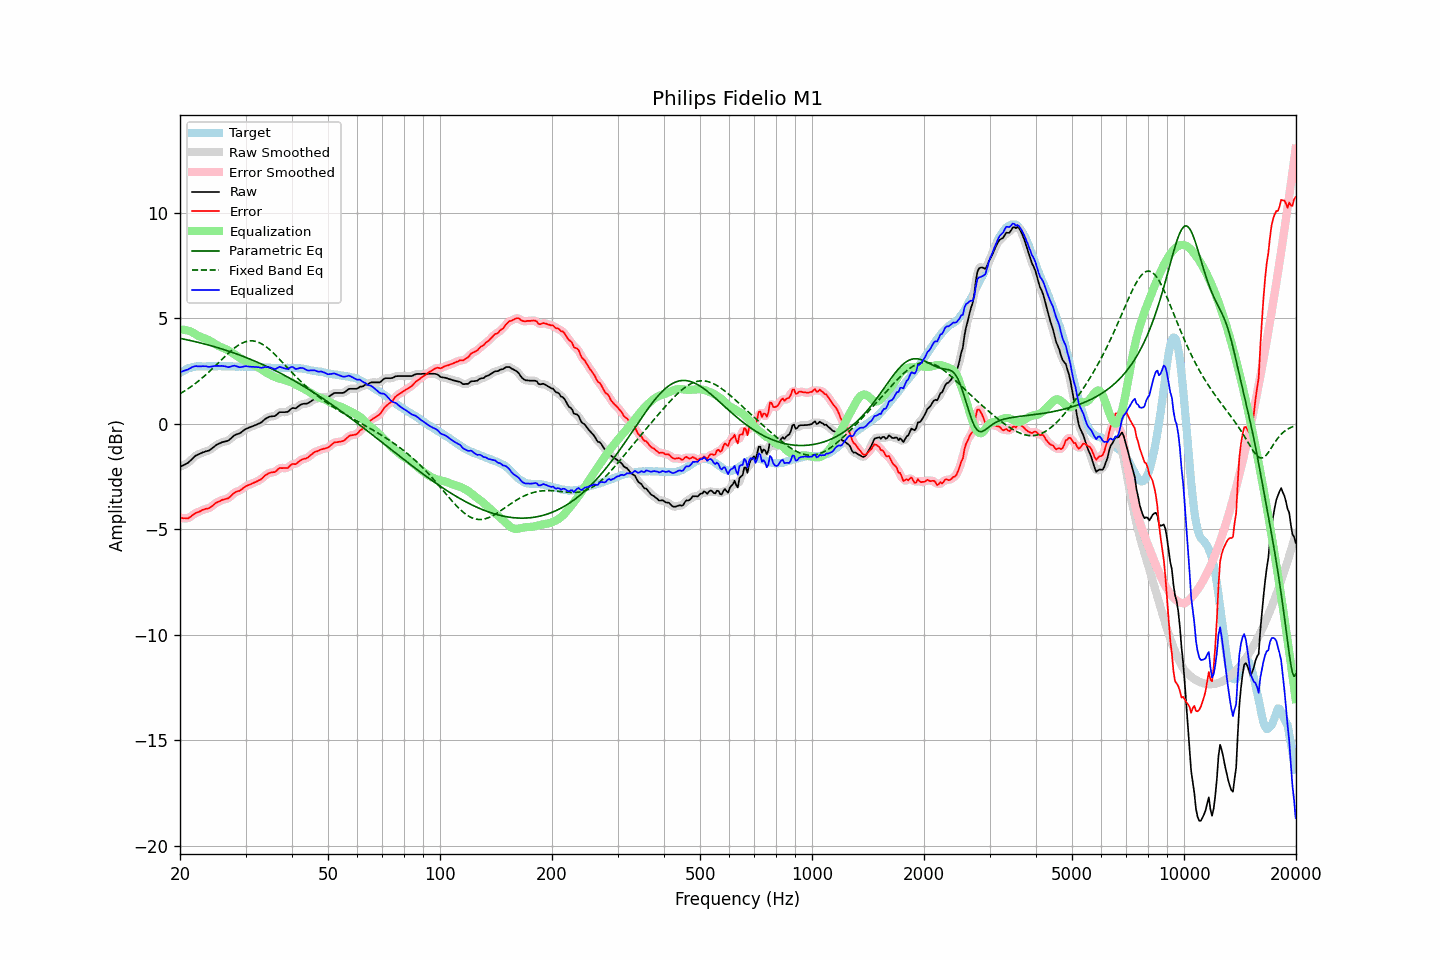 Philips Fidelio M1
Target
Raw Smoothed
Error Smoothed
Raw
Error
Equalization
Parametric Eq
Fixed Band Eq
Equalized
Amplitude (dBr)
10
5
0
−5
−10
−15
−20
20 50 100 200 500 1000 2000 5000 10000 20000
Frequency (Hz)